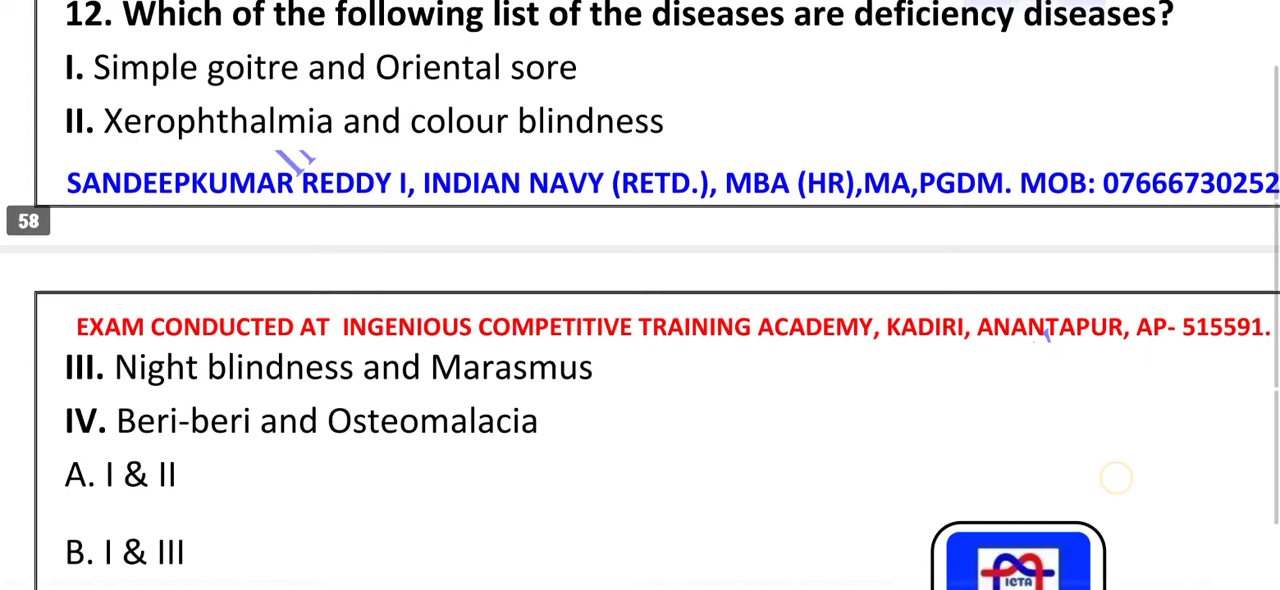 12. Which of the following list of the diseases are deficiency diseases?
I. Simple goitre and Oriental sore
II. Xerophthalmia and colour blindness
SANDEEPKUMAR REDDY I, INDIAN NAVY (RETD.), MBA (HR),MA,PGDM. MOB: 07666730252
58
EXAM CONDUCTED AT INGENIOUS COMPETITIVE TRAINING ACADEMY, KADIRI, ANANTAPUR, AP- 515591.
III. Night blindness and Marasmus
IV. Beri-beri and Osteomalacia
A. I & II
B. I & III
ICTA